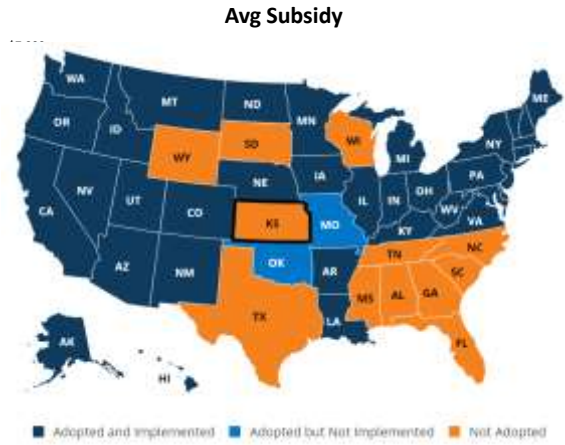 Avg Subsidy
WA
MT
ND
MN
ME
OR
ID
SD
WI
MI
NY
WY
NE
IA
PA
NV
UT
CO
IL
IN
OH
WV
VA
CA
KS
MO
KY
AZ
NM
OK
AR
TN
NC
SC
TX
MS
AL
GA
LA
FL
AK
HI
Adopted and Implemented
Adopted but Not Implemented
Not Adopted